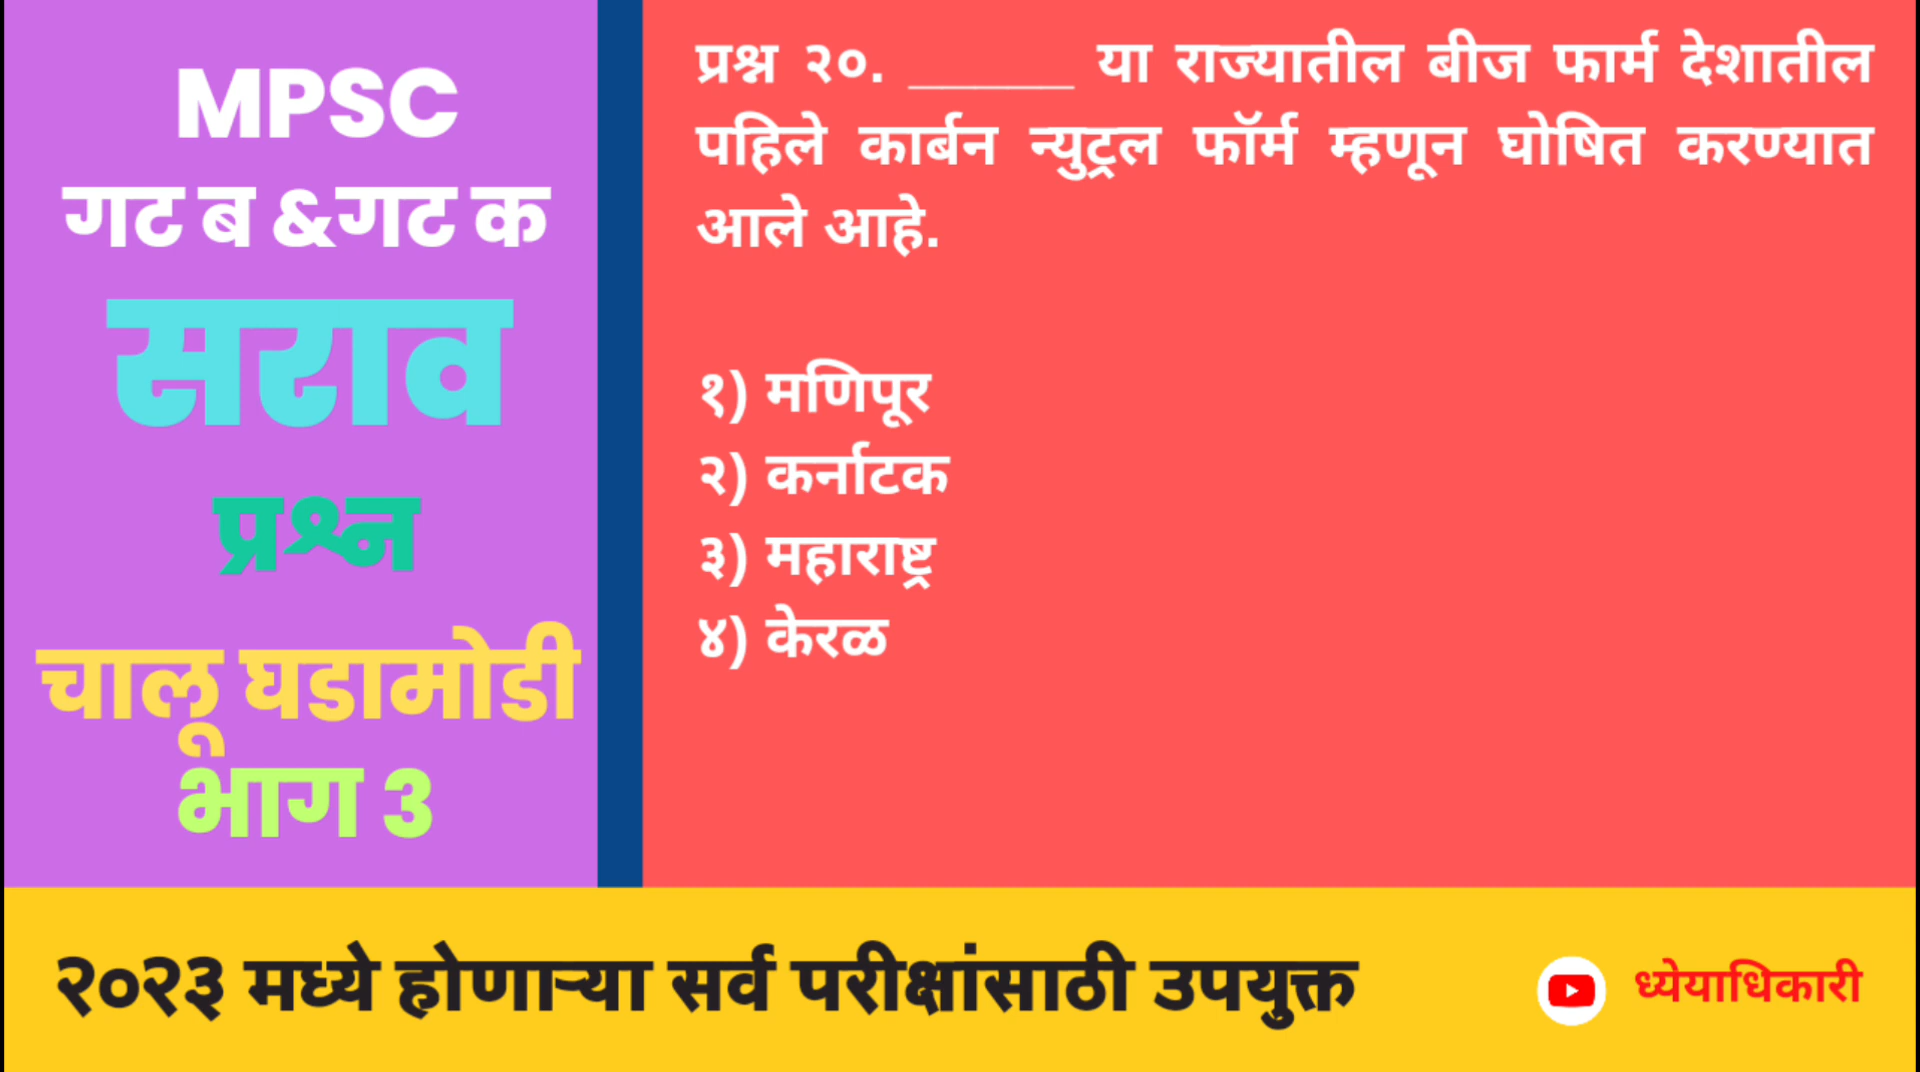 MPSC
गट ब &गट क
सराव
प्रश्न
चालू घडामोडी
भाग 3
प्रश्न २०. ______ या राज्यातील बीज फार्म देशातील
पहिले कार्बन न्युट्रल फॉर्म म्हणून घोषित करण्यात
आले आहे.
१) मणिपूर
२) कर्नाटक
३) महाराष्ट्र
४) केरळ
२०२३ मध्ये होणाऱ्या सर्व परीक्षांसाठी उपयुक्त
ध्येयाधिकारी